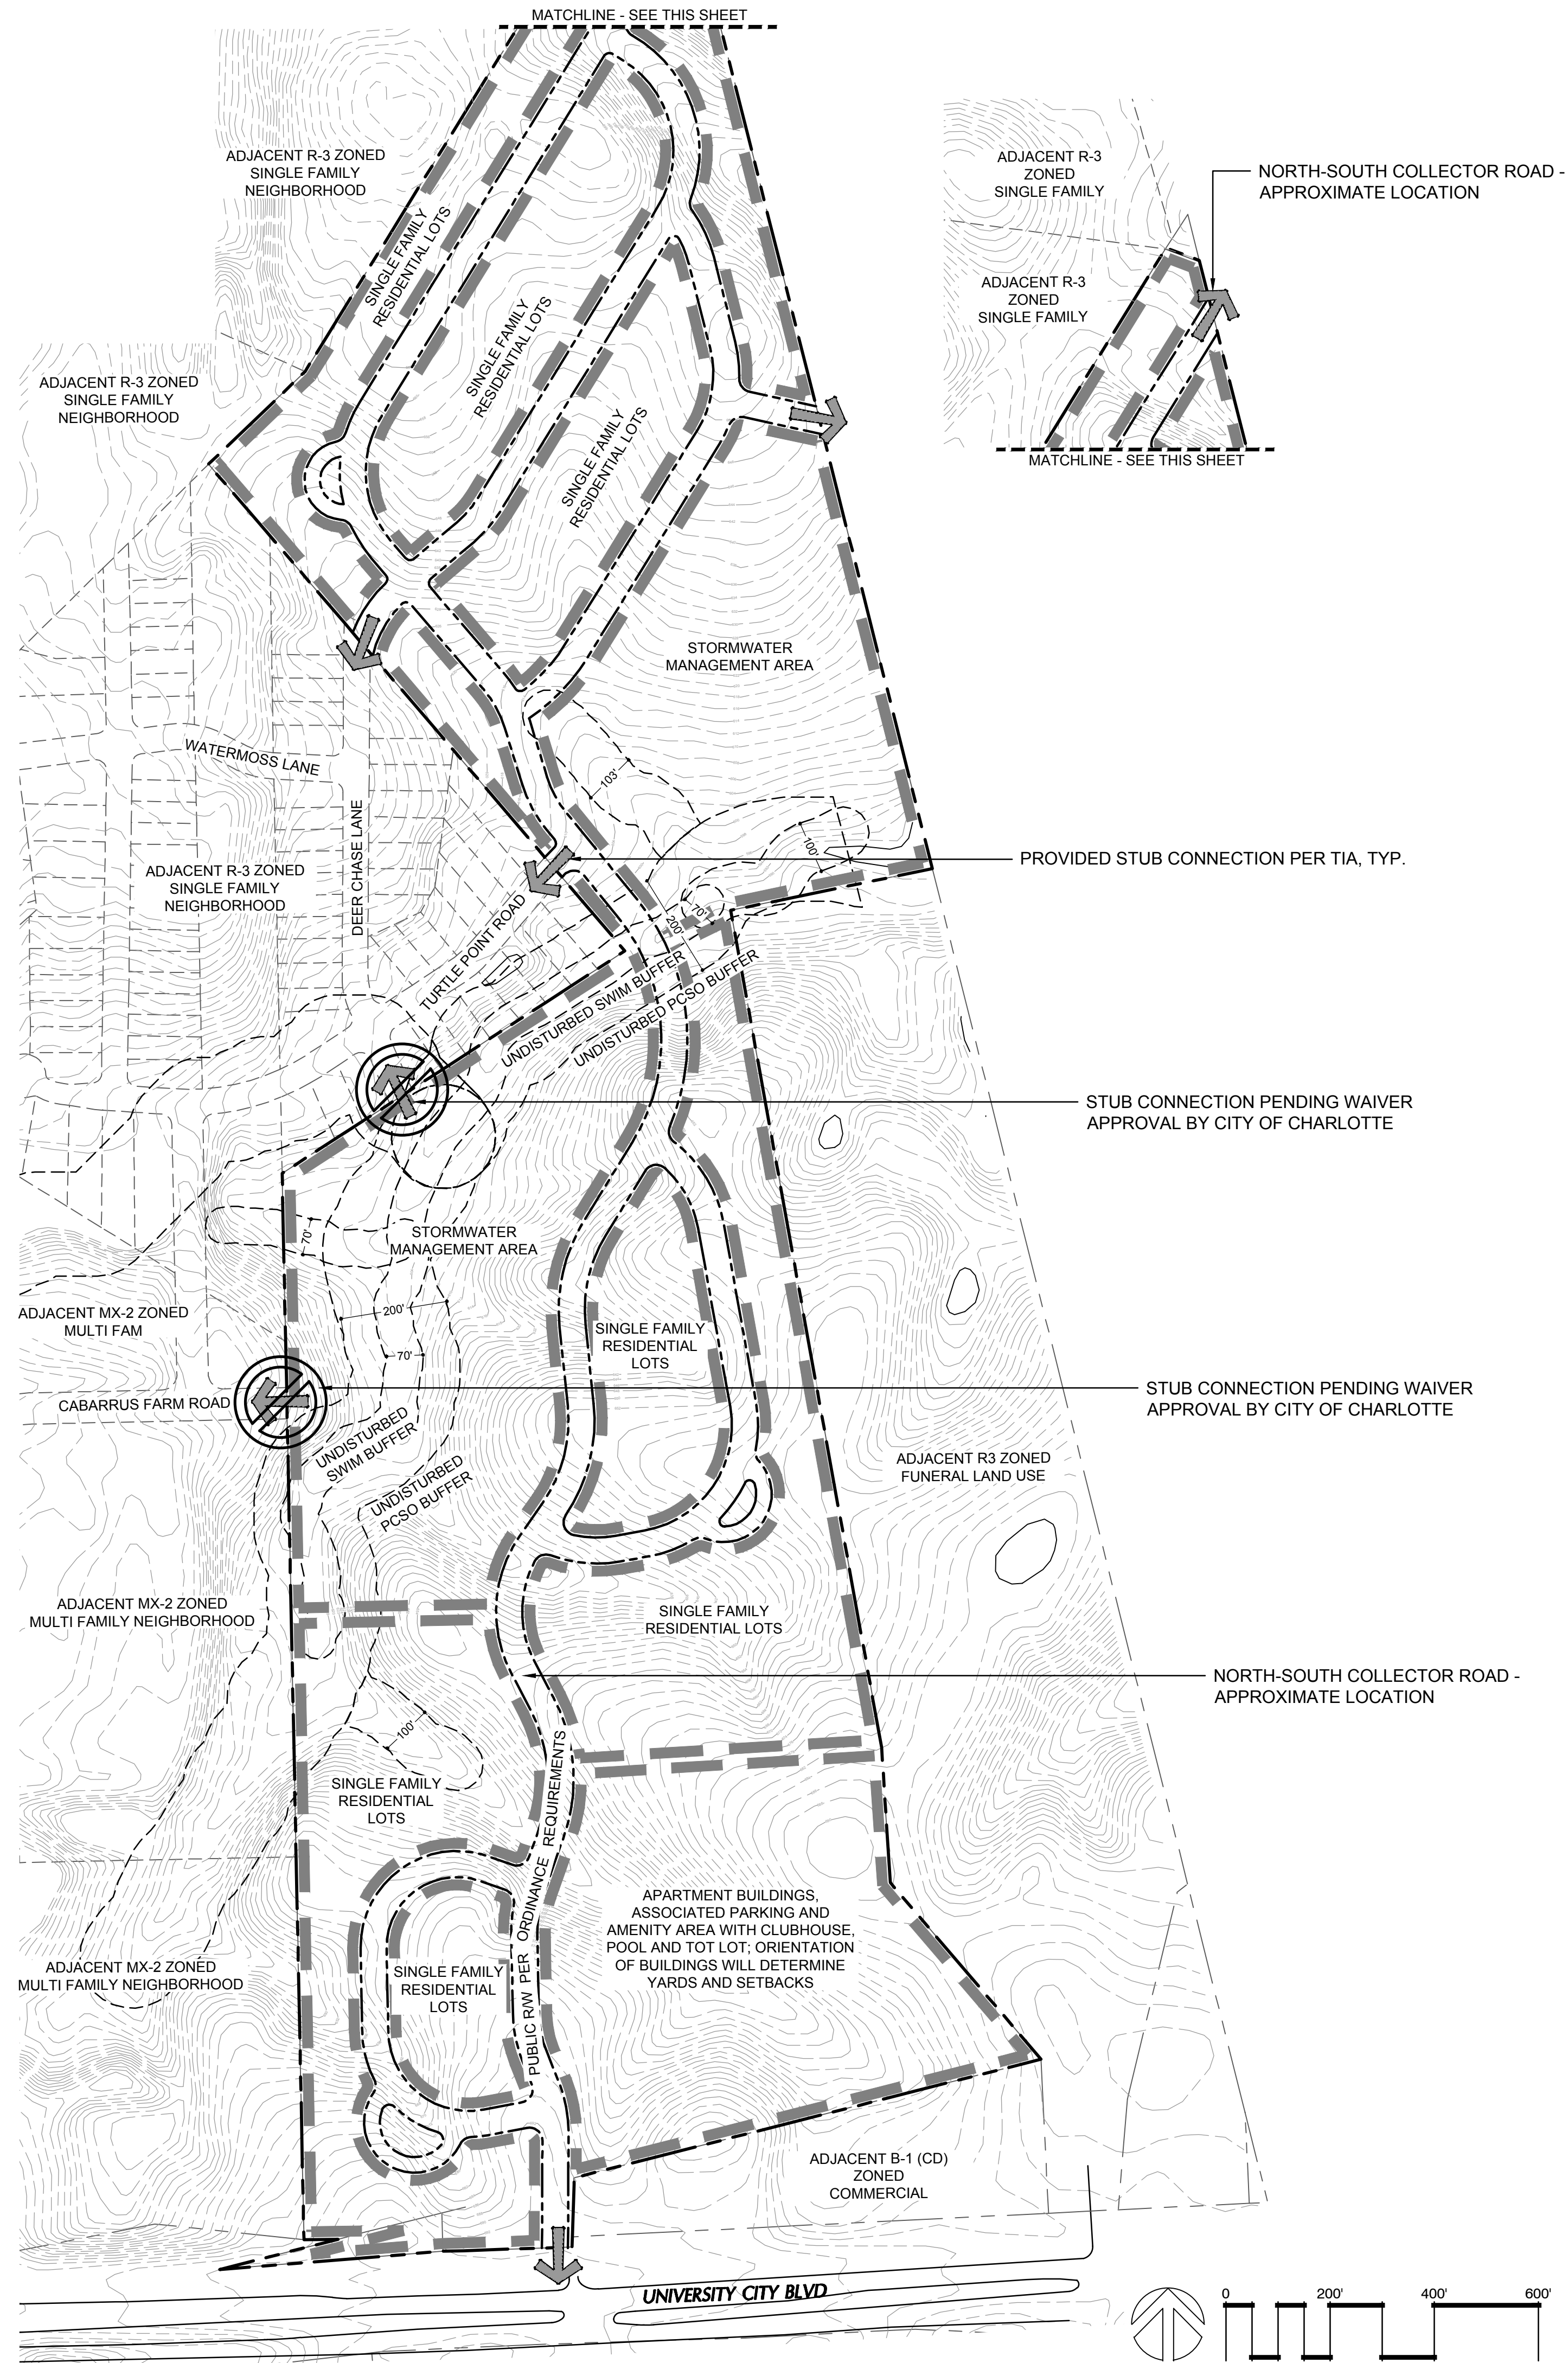 MATCHLINE - SEE THIS SHEET
ADJACENT R-3 ZONED
SINGLE FAMILY
NEIGHBORHOOD
ADJACENT R-3
ZONED
SINGLE FAMILY
NORTH-SOUTH COLLECTOR ROAD -
APPROXIMATE LOCATION
SINGLE FAMILY
RESIDENTIAL LOTS
ADJACENT R-3
ZONED
SINGLE FAMILY
SINGLE FAMILY
RESIDENTIAL LOTS
ADJACENT R-3 ZONED
SINGLE FAMILY
NEIGHBORHOOD
SINGLE FAMILY
RESIDENTIAL LOTS
MATCHLINE - SEE THIS SHEET
STORMWATER
MANAGEMENT AREA
WATERMOSS LANE
103'
DEER CHASE LANE
100'
PROVIDED STUB CONNECTION PER TIA, TYP.
ADJACENT R-3 ZONED
SINGLE FAMILY
NEIGHBORHOOD
TURTLE POINT ROAD
70'
200'
UNDISTURBED SWIM BUFFER
UNDISTURBED PCSO BUFFER
STUB CONNECTION PENDING WAIVER
APPROVAL BY CITY OF CHARLOTTE
70'
STORMWATER
MANAGEMENT AREA
200'
ADJACENT MX-2 ZONED
MULTI FAM
SINGLE FAMILY
RESIDENTIAL
LOTS
70'
CABARRUS FARM ROAD
STUB CONNECTION PENDING WAIVER
APPROVAL BY CITY OF CHARLOTTE
UNDISTURBED
SWIM BUFFER
UNDISTURBED
PCSO BUFFER
ADJACENT R3 ZONED
FUNERAL LAND USE
ADJACENT MX-2 ZONED
MULTI FAMILY NEIGHBORHOOD
SINGLE FAMILY
RESIDENTIAL LOTS
NORTH-SOUTH COLLECTOR ROAD -
APPROXIMATE LOCATION
100'
SINGLE FAMILY
RESIDENTIAL
LOTS
PUBLIC R/W PER ORDINANCE REQUIREMENTS
APARTMENT BUILDINGS,
ASSOCIATED PARKING AND
AMENITY AREA WITH CLUBHOUSE,
POOL AND TOT LOT; ORIENTATION
OF BUILDINGS WILL DETERMINE
YARDS AND SETBACKS
ADJACENT MX-2 ZONED
MULTI FAMILY NEIGHBORHOOD
SINGLE FAMILY
RESIDENTIAL
LOTS
ADJACENT B-1 (CD)
ZONED
COMMERCIAL
UNIVERSITY CITY BLVD
0 200' 400' 600'